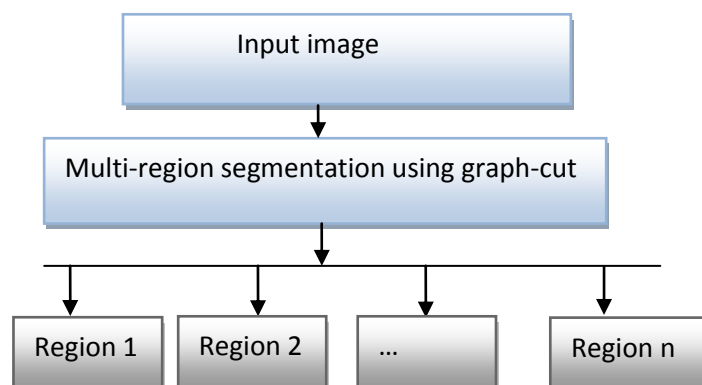 Input image
Multi-region segmentation using graph-cut
Region 1
Region 2
...
Region n